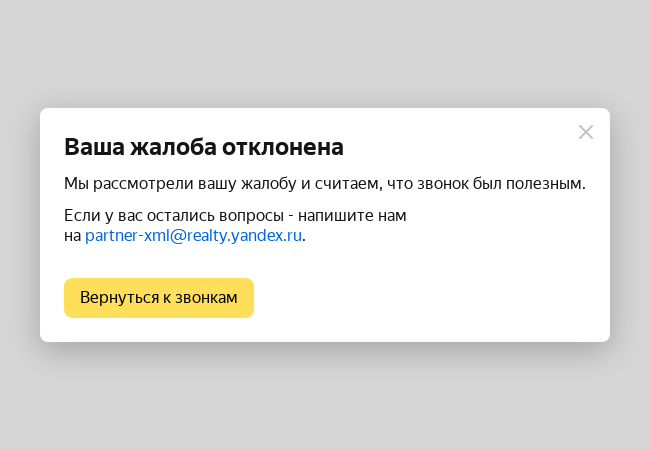 Ваша жалоба отклонена
Мы рассмотрели вашу жалобу и считаем, что звонок был полезным.
Если у вас остались вопросы - напишите нам
на partner-xml@realty.yandex.ru.
Вернуться к звонкам